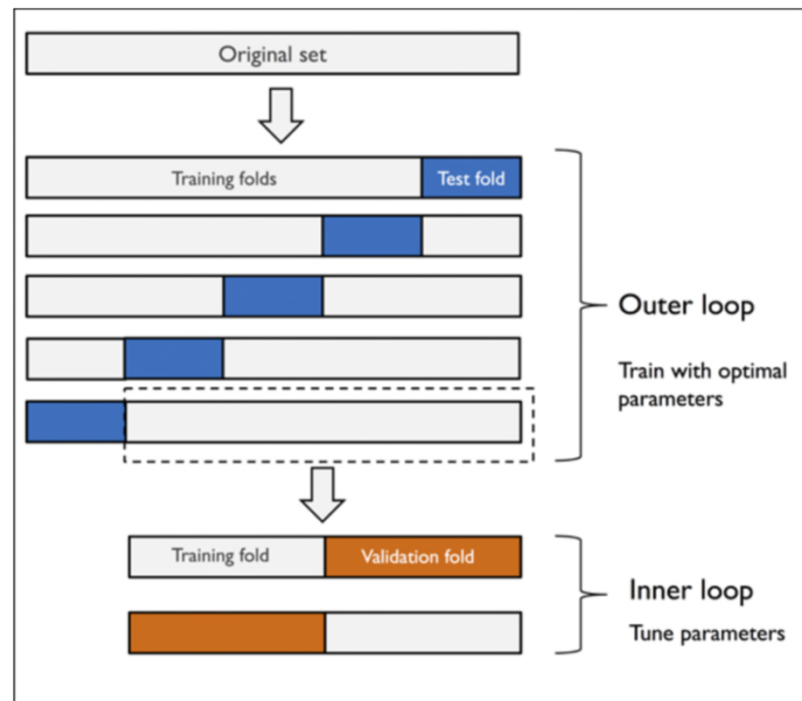 Original set
Training folds
Test fold
Outer loop
Train with optimal
parameters
Training fold
Validation fold
Inner loop
Tune parameters